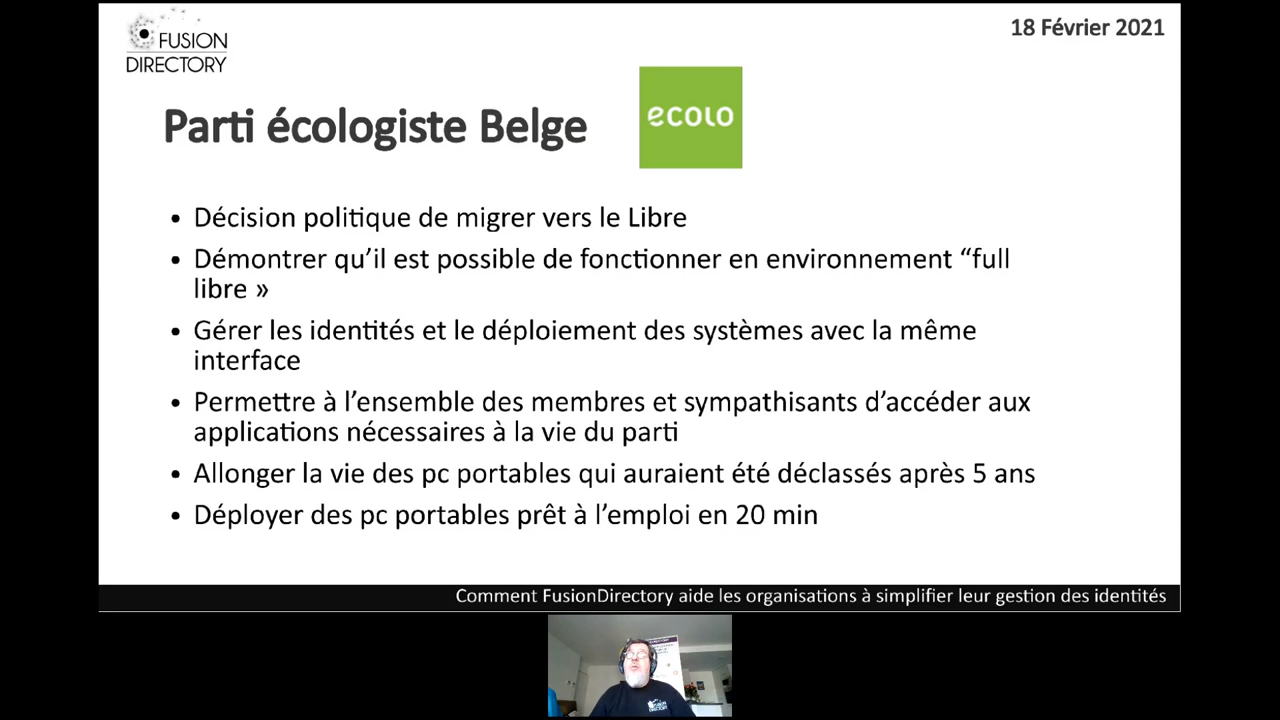 FUSION
DIRECTORY
18 Février 2021
Parti écologiste Belge
ecolo
• Décision politique de migrer vers le Libre
• Démontrer qu’il est possible de fonctionner en environnement “full
libre »
• Gérer les identités et le déploiement des systèmes avec la même
interface
• Permettre à l’ensemble des membres et sympathisants d’accéder aux
applications nécessaires à la vie du parti
• Allonger la vie des pc portables qui auraient été déclassés après 5 ans
• Déployer des pc portables prêt à l’emploi en 20 min
Comment FusionDirectory aide les organisations à simplifier leur gestion des identités
FUSION
DIRECTORY